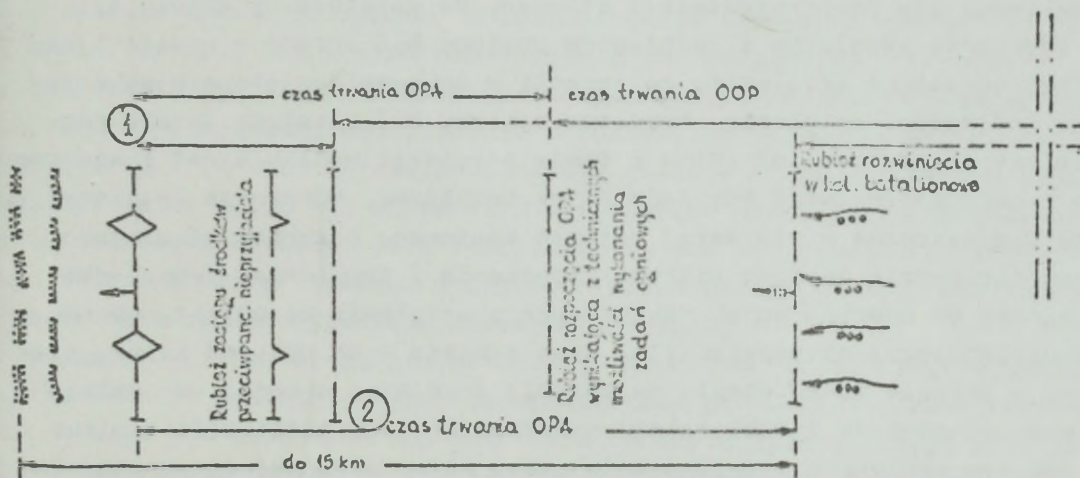 czas trwania OPA
czas trwania OOP
1
Rubież rozwinięcia
w kol. batalionowe
Rubież zasięgu środków
przeciwpanc. nieprzyjaciela
Rubież rozpoczęcia OPA
wynikająca z technicznych
możliwości wykonania
zadań ogniowych
2
czas trwania OPA
do 15 km